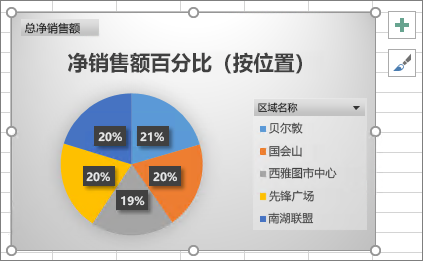 总净销售额
净销售额百分比（按位置）
20%
21%
20%
20%
19%
区域名称
贝尔敦
国会山
西雅图市中心
先锋广场
南湖联盟